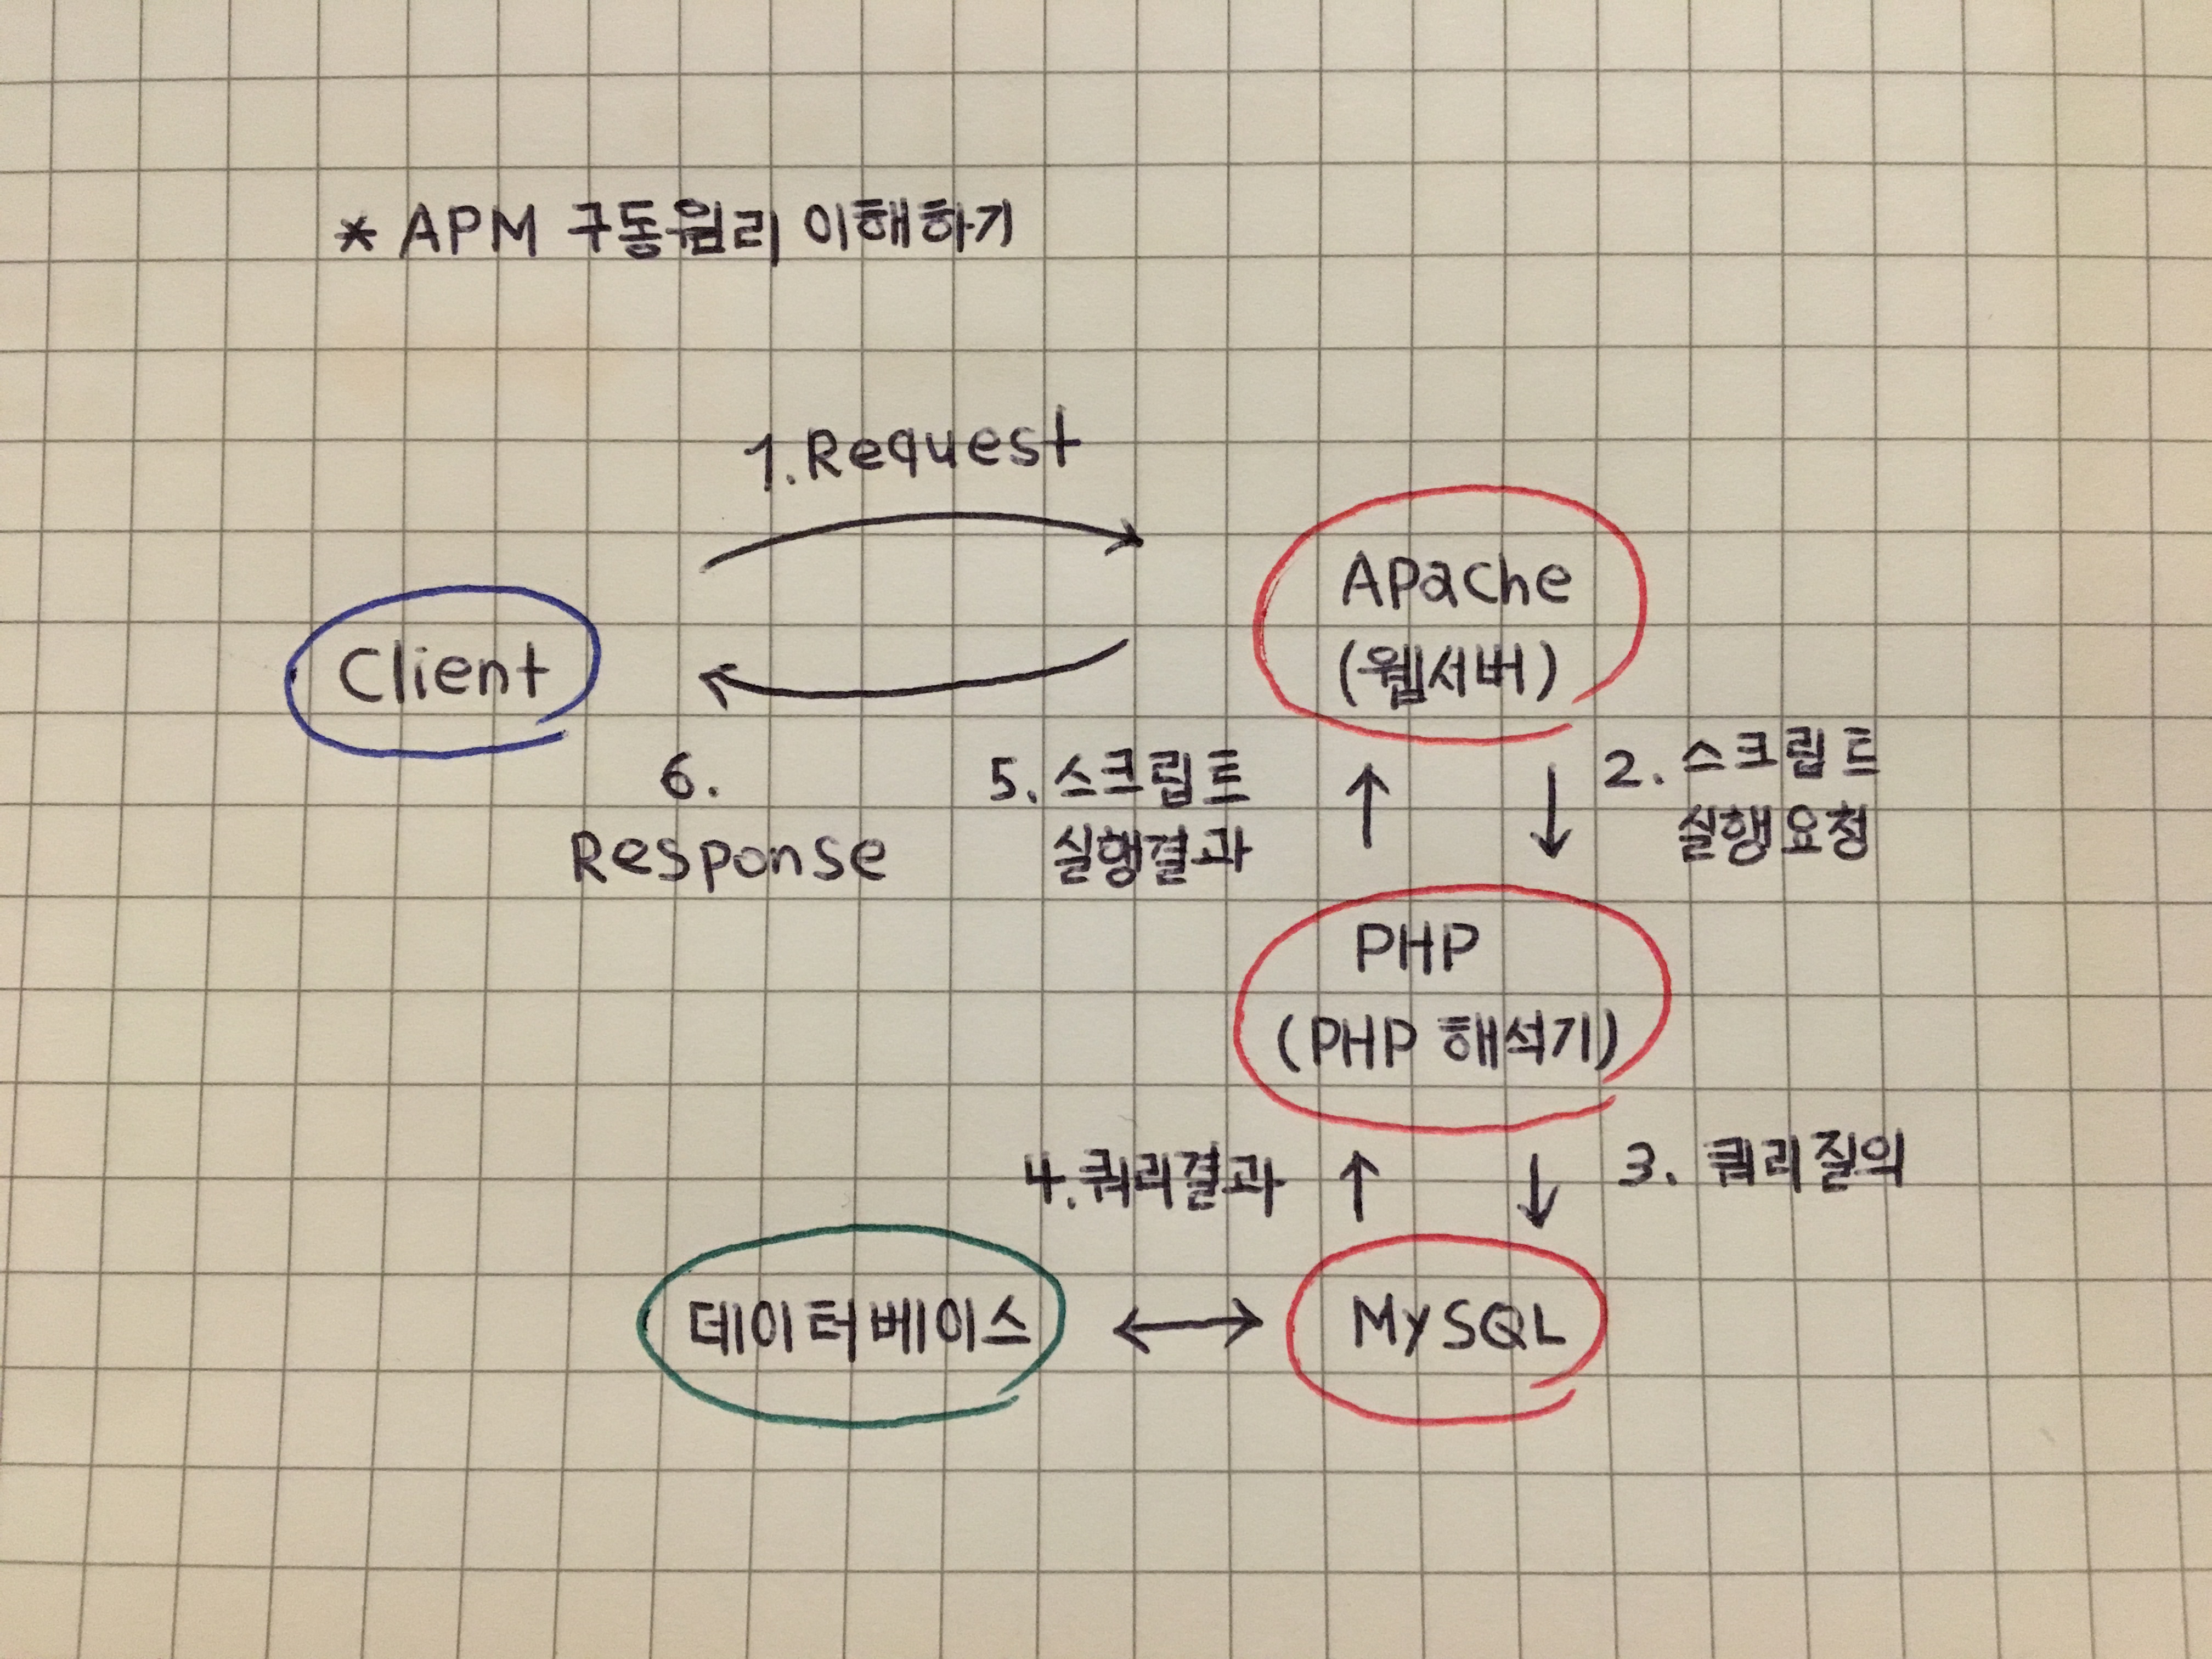 * APM 구동원리 이해하기
1. Request
Client
APache
(웹서버)
6.
Response
5. 스크립트
실행결과
2. 스크립트
실행요청
PHP
(PHP 해석기)
4. 쿼리결과
3. 쿼리질의
데이터베이스
MySQL